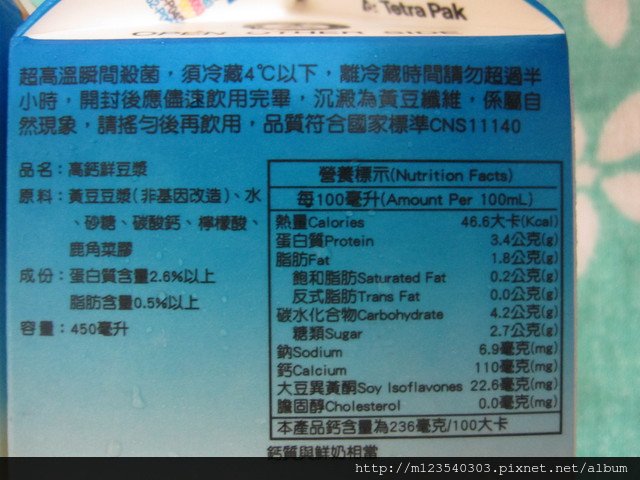 Tetra Pak
OPEN OTHER SIDE
超高溫瞬間殺菌，須冷藏4℃以下，離冷藏時間請勿超過半
小時，開封後應儘速飲用完畢，沉澱為黃豆纖維，係屬自
然現象，請搖勻後再飲用，品質符合國家標準CNS11140
品名：高鈣鮮豆漿
原料：黃豆豆漿(非基因改造)、水
、砂糖、碳酸鈣、檸檬酸、
鹿角菜膠
成份：蛋白質含量2.6%以上
脂肪含量0.5%以上
容量：450毫升
營養標示(Nutrition Facts)
每100毫升(Amount Per 100mL)
熱量Calories 46.6大卡(Kcal)
蛋白質Protein 3.4公克(g)
脂肪Fat 1.8公克(g)
飽和脂肪Saturated Fat 0.2公克(g)
反式脂肪Trans Fat 0.0公克(g)
碳水化合物Carbohydrate 4.2公克(g)
糖類Sugar 2.7公克(g)
鈉Sodium 6.9毫克(mg)
鈣Calcium 110毫克(mg)
大豆異黃酮Soy Isoflavones 22.6毫克(mg)
膽固醇Cholesterol 0.0毫克(mg)
本產品鈣含量為236毫克/100大卡
鈣質與鮮奶相當
http://m123540303.pixnet.net/album